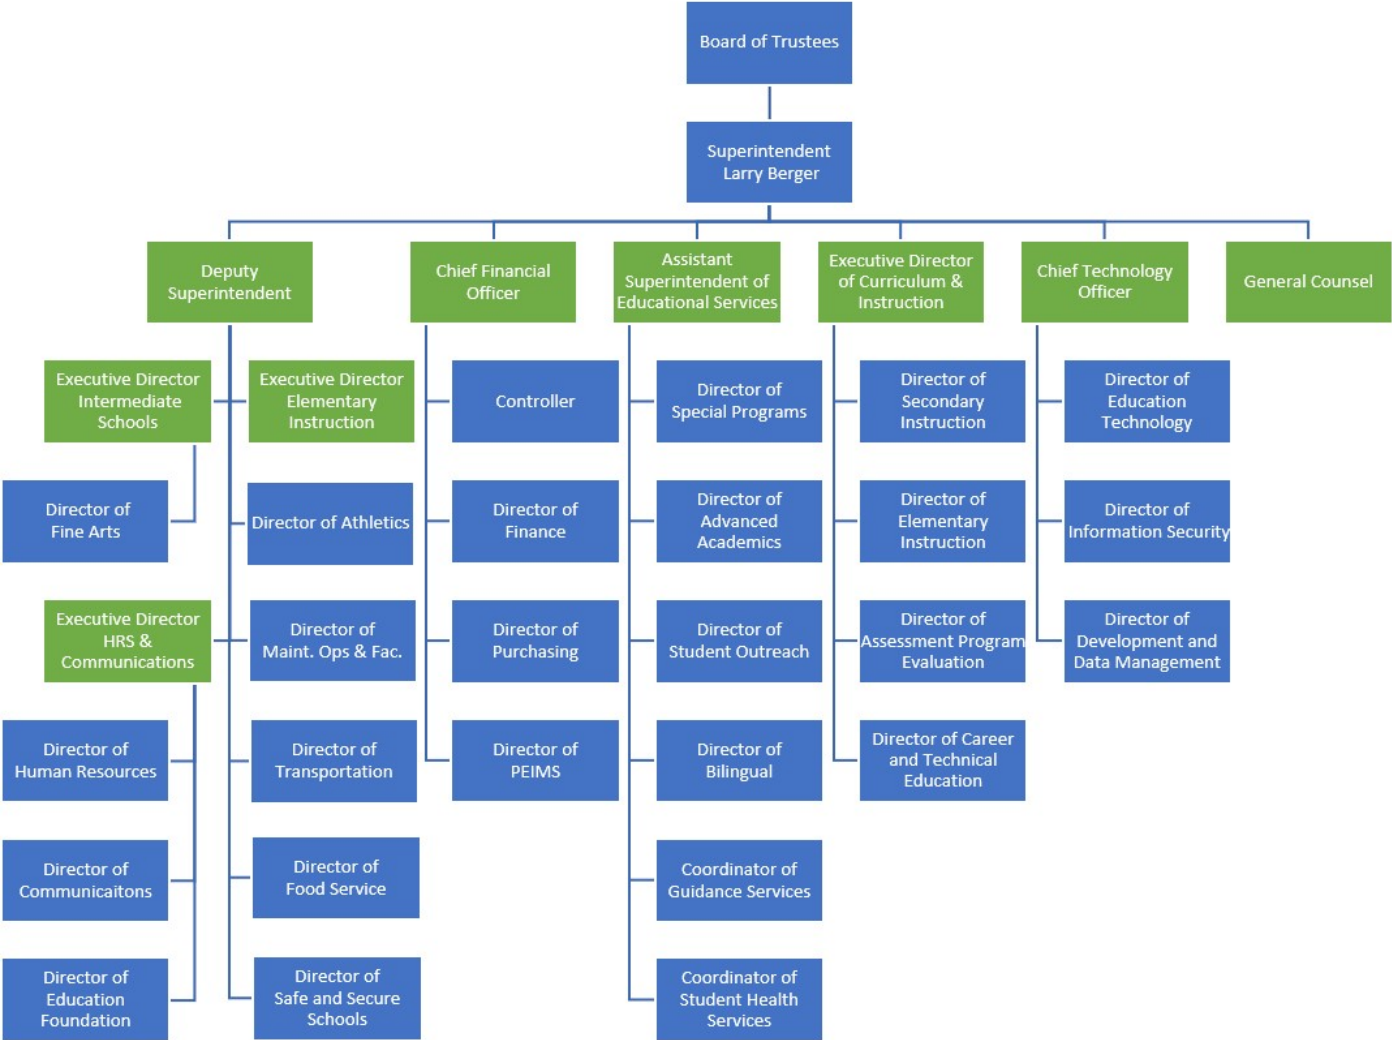 Board of Trustees
Superintendent
Larry Berger
Deputy
Superintendent
Chief Financial
Officer
Assistant
Superintendent of
Educational Services
Executive Director
of Curriculum &
Instruction
Chief Technology
Officer
General Counsel
Executive Director
Intermediate
Schools
Executive Director
Elementary
Instruction
Controller
Director of
Special Programs
Director of
Secondary
Instruction
Director of
Education
Technology
Director of
Fine Arts
Director of Athletics
Director of
Finance
Director of
Advanced
Academics
Director of
Elementary
Instruction
Director of
Information Security
Executive Director
HRS &
Communications
Director of
Maint. Ops & Fac.
Director of
Purchasing
Director of
Student Outreach
Director of
Assessment Program
Evaluation
Director of
Development and
Data Management
Director of
Human Resources
Director of
Transportation
Director of
PEIMS
Director of
Bilingual
Director of Career
and Technical
Education
Director of
Communicaitons
Director of
Food Service
Coordinator of
Guidance Services
Director of
Education
Foundation
Director of
Safe and Secure
Schools
Coordinator of
Student Health
Services